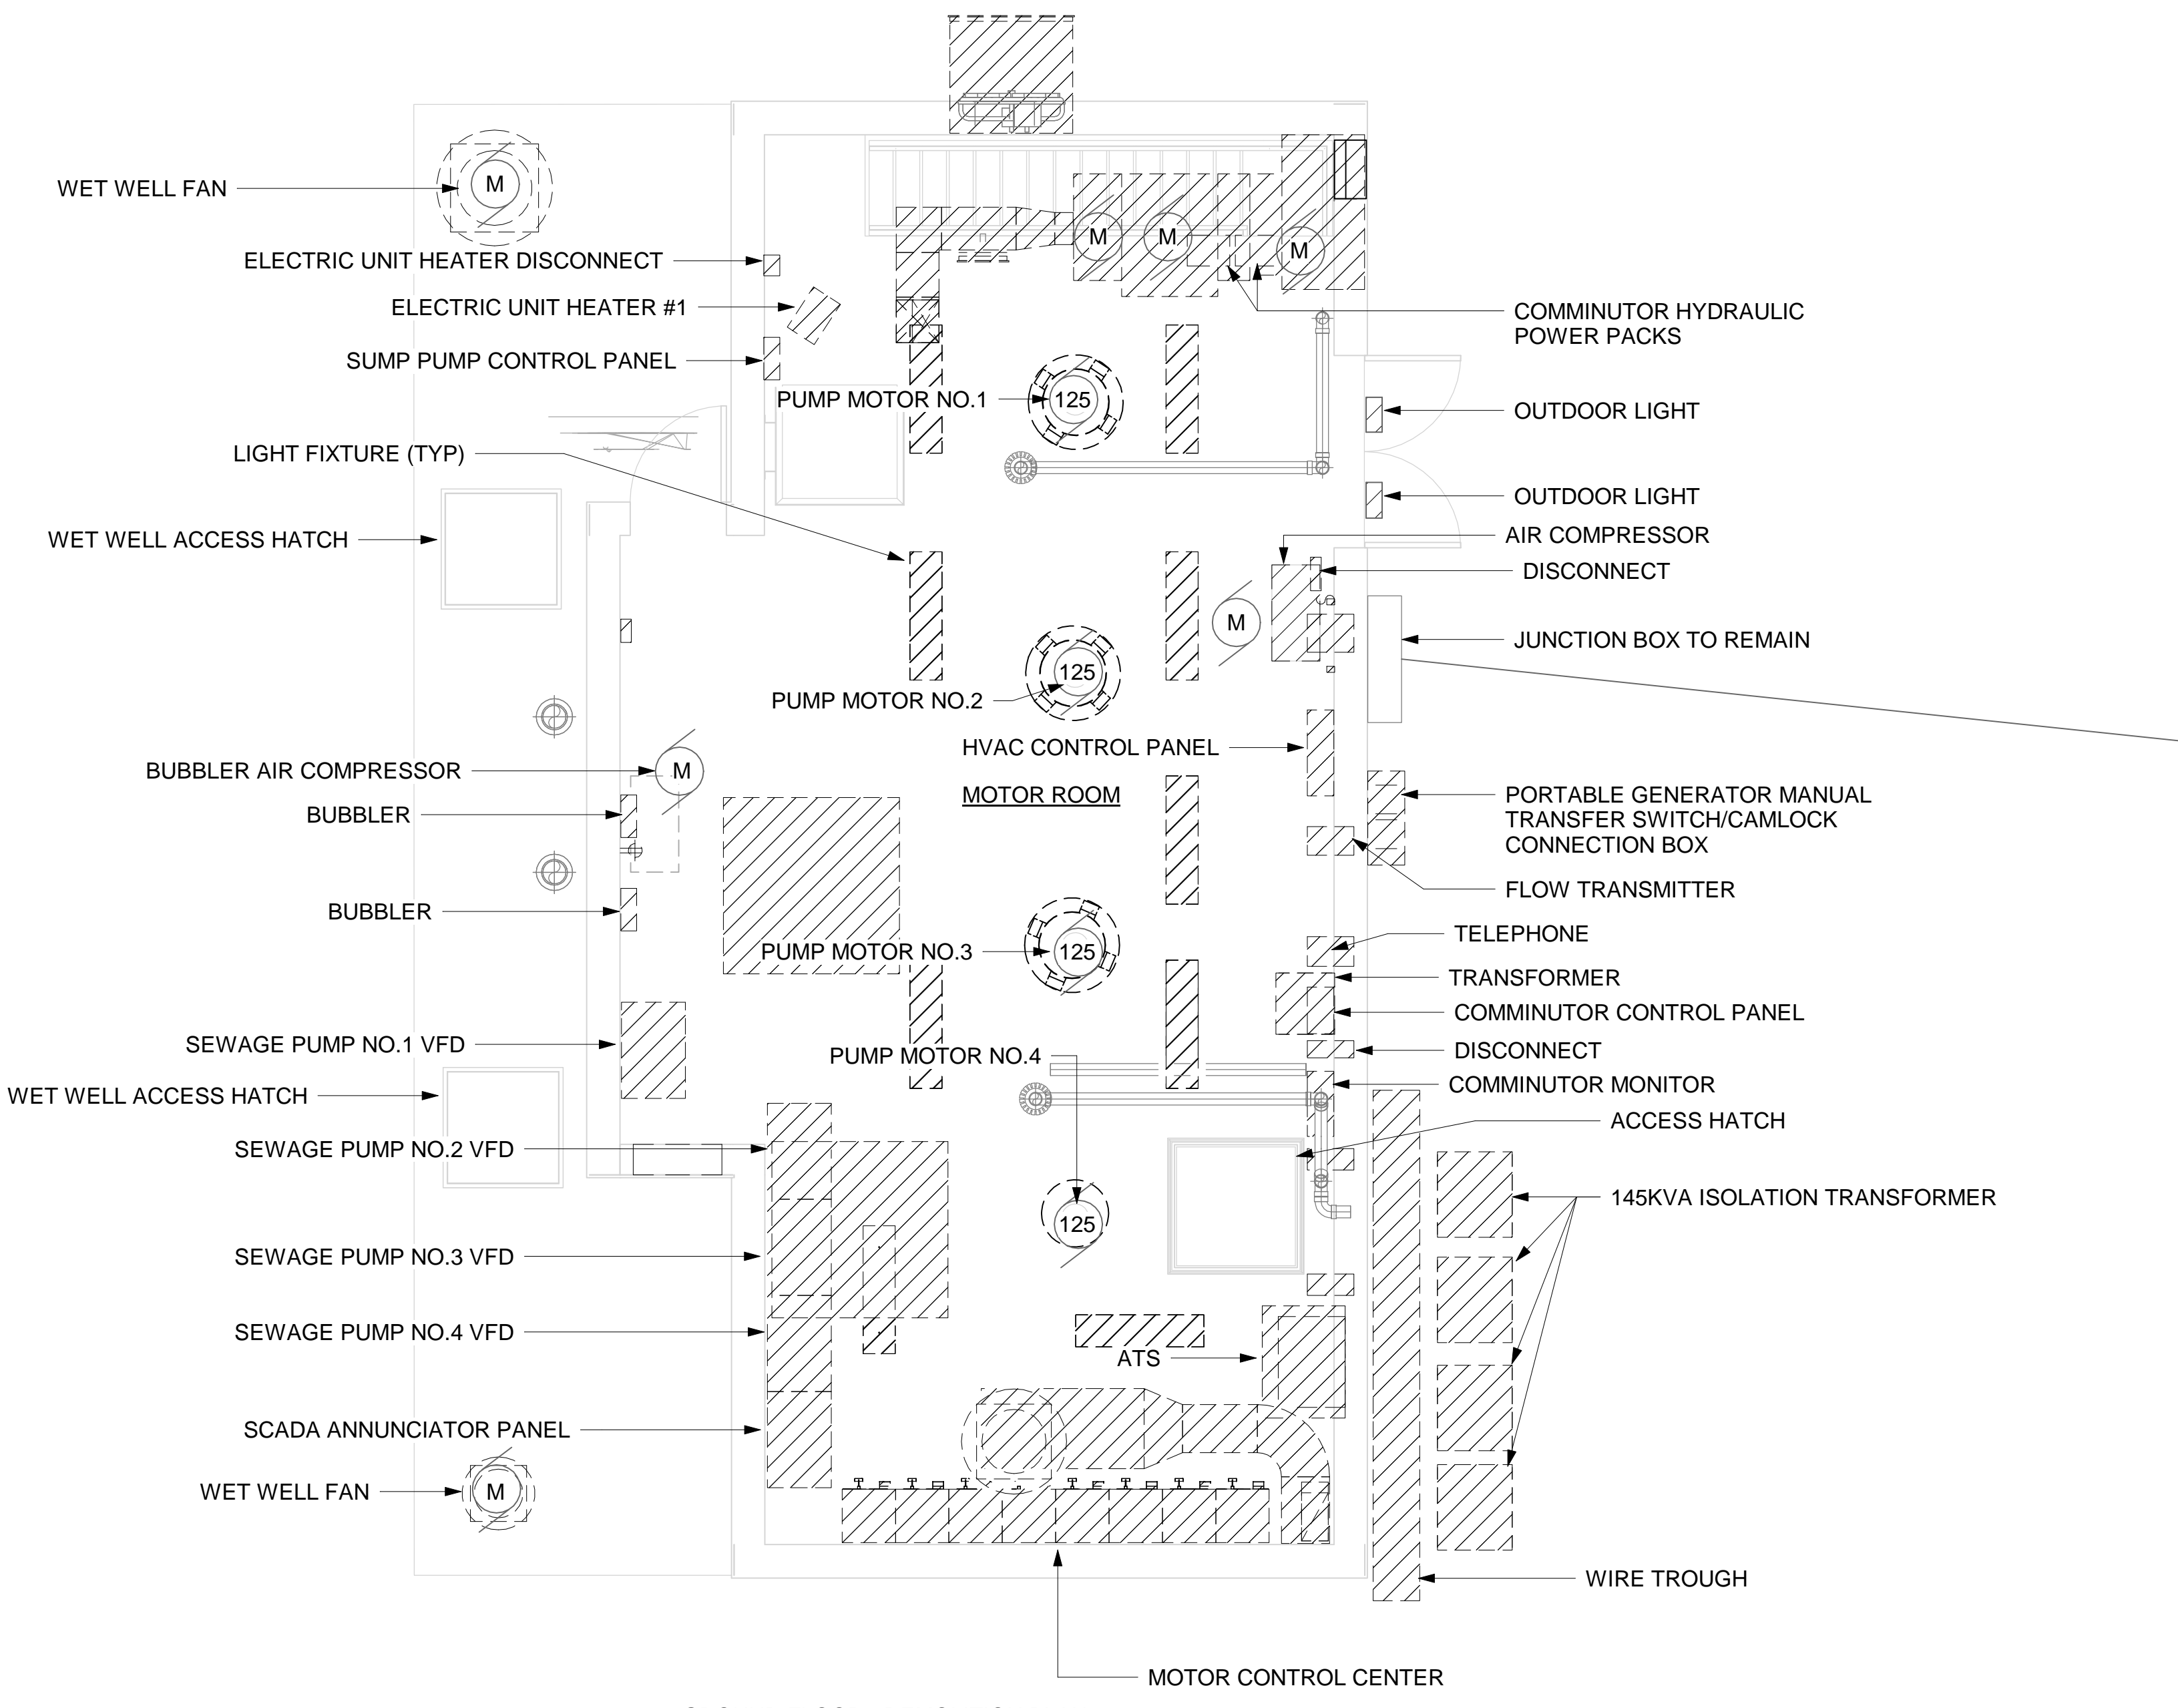 M
WET WELL FAN
ELECTRIC UNIT HEATER DISCONNECT
M
M
M
ELECTRIC UNIT HEATER #1
COMMINUTOR HYDRAULIC
POWER PACKS
SUMP PUMP CONTROL PANEL
PUMP MOTOR NO.1
125
OUTDOOR LIGHT
LIGHT FIXTURE (TYP)
OUTDOOR LIGHT
WET WELL ACCESS HATCH
AIR COMPRESSOR
DISCONNECT
M
JUNCTION BOX TO REMAIN
125
PUMP MOTOR NO.2
HVAC CONTROL PANEL
BUBBLER AIR COMPRESSOR
M
MOTOR ROOM
PORTABLE GENERATOR MANUAL
TRANSFER SWITCH/CAMLOCK
CONNECTION BOX
BUBBLER
FLOW TRANSMITTER
BUBBLER
TELEPHONE
PUMP MOTOR NO.3
125
TRANSFORMER
COMMINUTOR CONTROL PANEL
SEWAGE PUMP NO.1 VFD
PUMP MOTOR NO.4
DISCONNECT
COMMINUTOR MONITOR
WET WELL ACCESS HATCH
ACCESS HATCH
SEWAGE PUMP NO.2 VFD
145KVA ISOLATION TRANSFORMER
125
SEWAGE PUMP NO.3 VFD
SEWAGE PUMP NO.4 VFD
ATS
SCADA ANNUNCIATOR PANEL
WET WELL FAN
M
WIRE TROUGH
MOTOR CONTROL CENTER